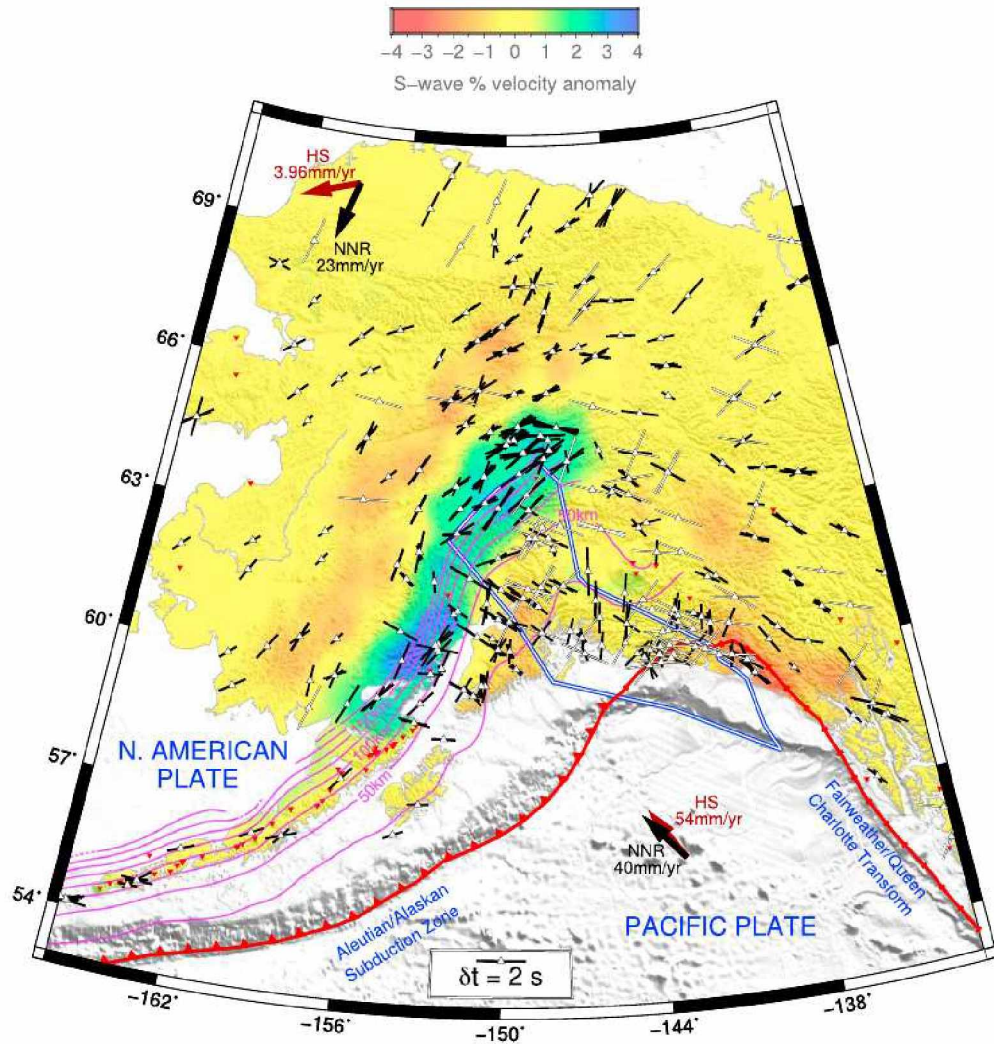 −4 −3 −2 −1 0 1 2 3 4
S−wave % velocity anomaly
HS
3.96mm/yr
69˚
NNR
23mm/yr
66˚
63˚
50km
60˚
57˚
N. AMERICAN
PLATE
50km
HS
54mm/yr
NNR
40mm/yr
Fairweather/Queen
Charlotte Transform
54˚
Aleutian/Alaskan
Subduction Zone
PACIFIC PLATE
δt = 2 s
−162˚
−156˚
−150˚
−144˚
−138˚